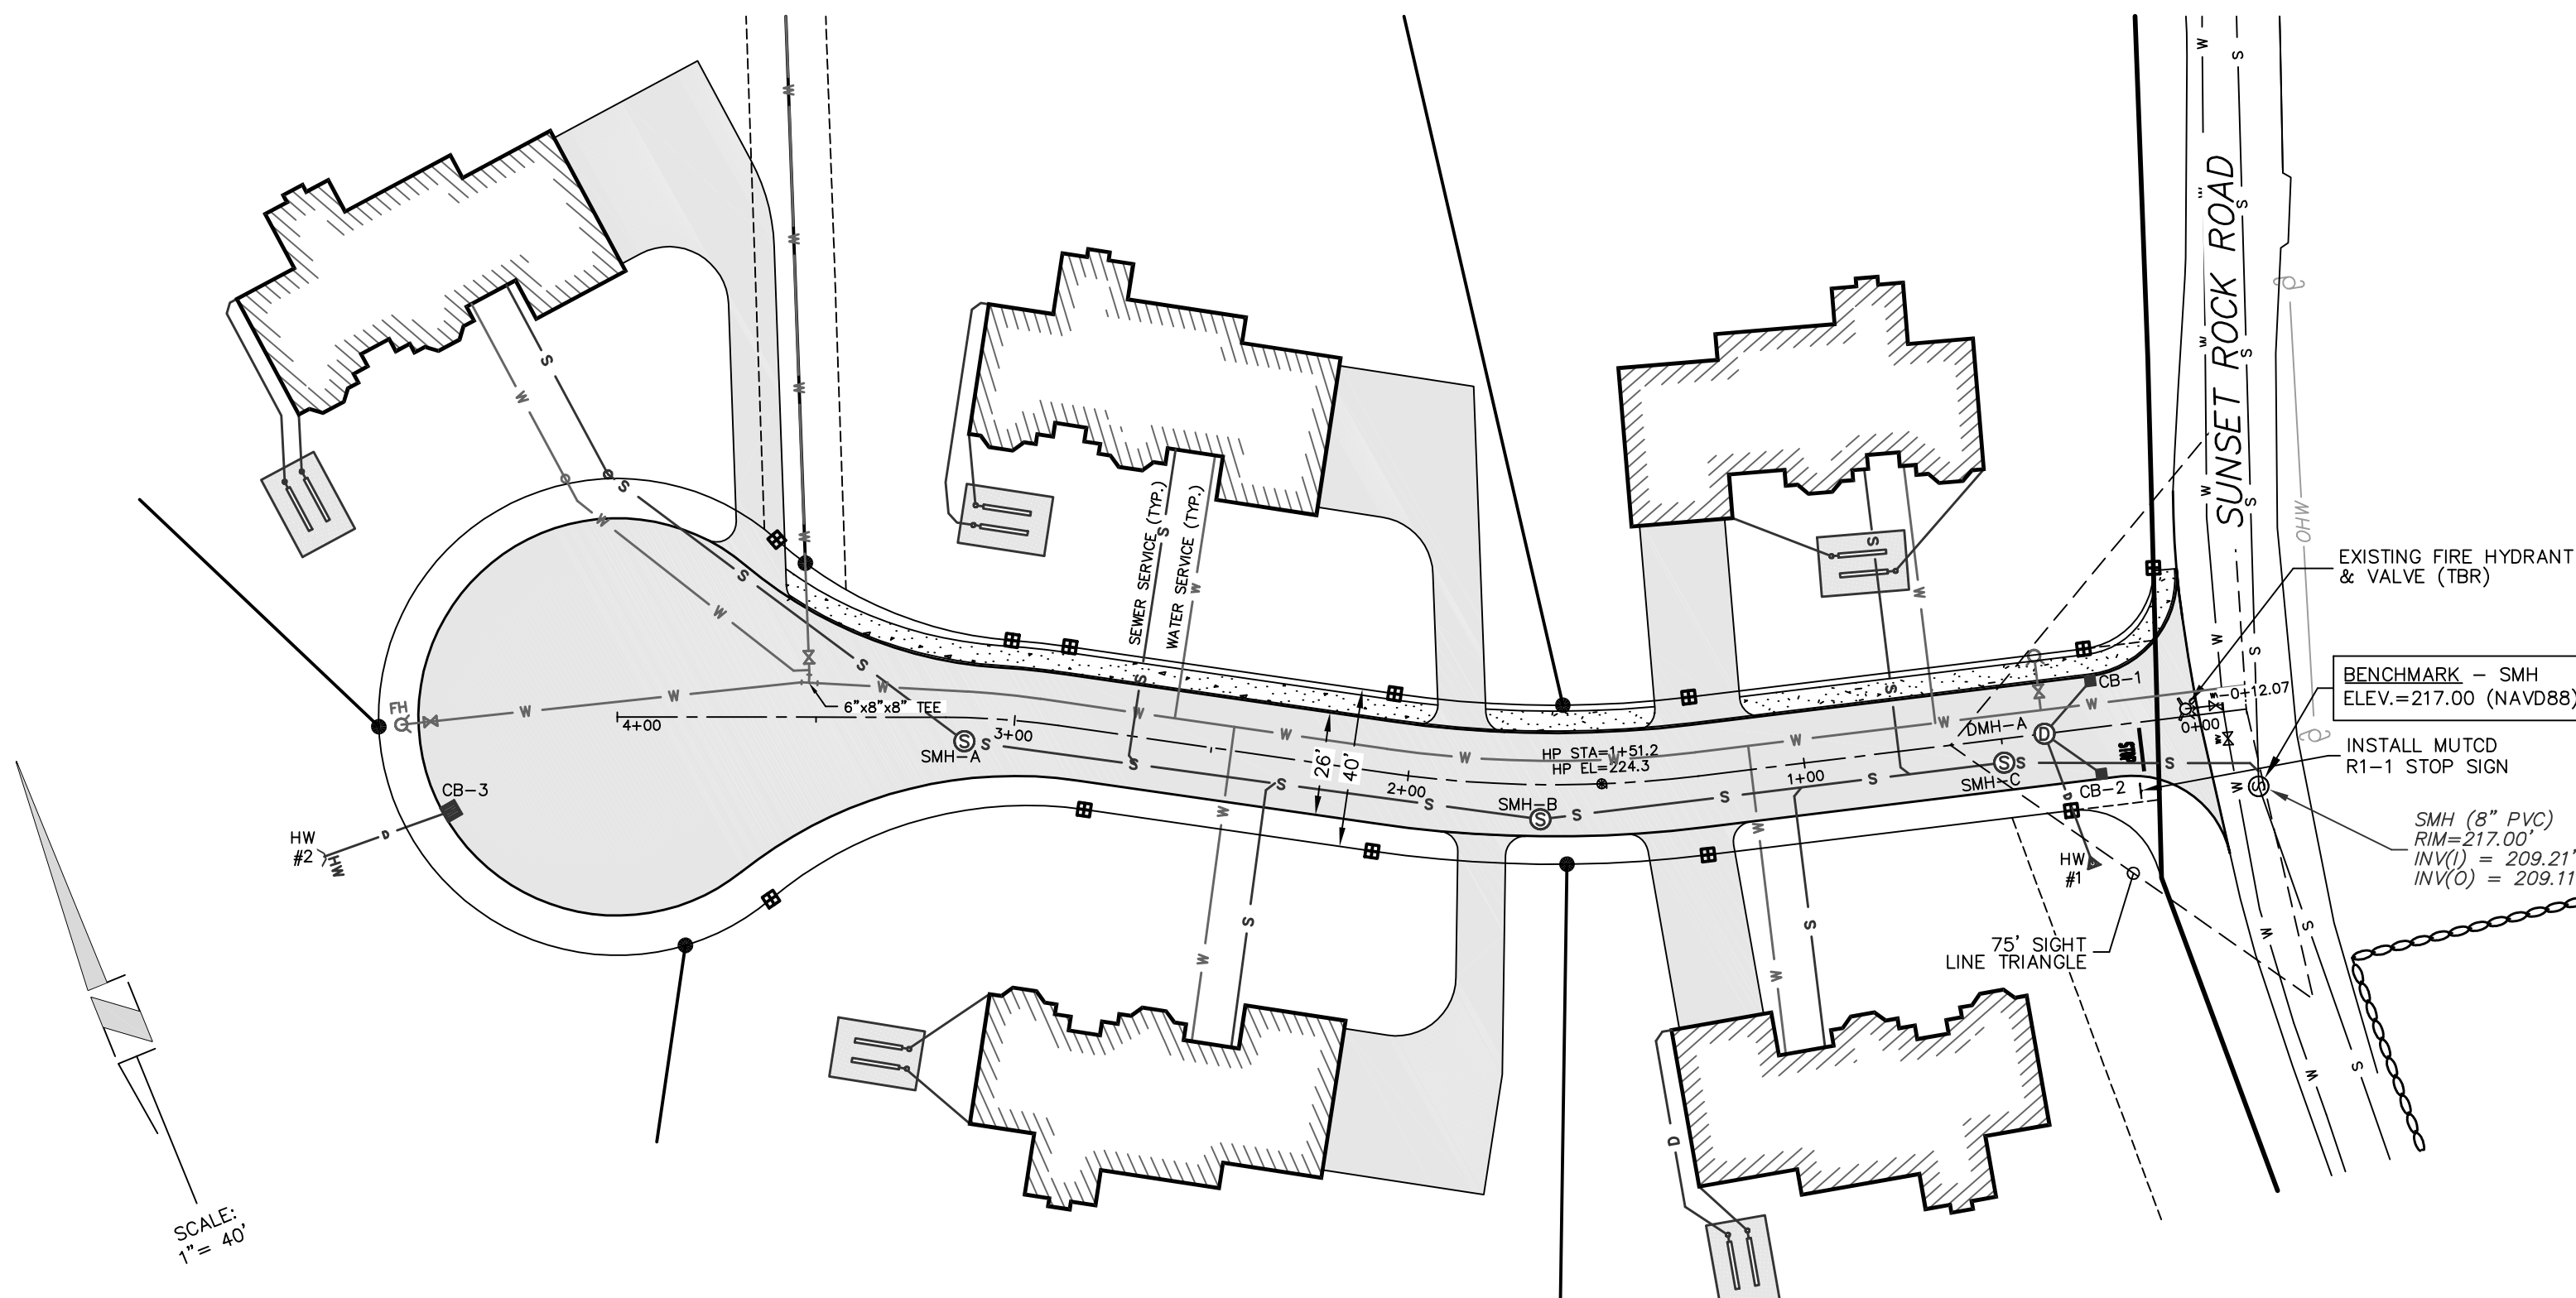 SUNSET ROCK ROAD
OHW
EXISTING FIRE HYDRANT
& VALVE (TBR)
BENCHMARK – SMH
ELEV.=217.00 (NAVD88)
INSTALL MUTCD
R1-1 STOP SIGN
SMH (8" PVC)
RIM=217.00'
INV(I) = 209.21'
INV(O) = 209.11
75' SIGHT
LINE TRIANGLE
SEWER SERVICE (TYP.)
WATER SERVICE (TYP.)
FH
6"x8"x8" TEE
4+00
3+00
SMH-A
26'
40'
2+00
HP STA=1+51.2
HP EL=224.3
SMH-B
1+00
SMH-C
DMH-A
CB-1
CB-2
-0+12.07
0+00
STOP
CB-3
HW
#2
HW
HW
#1
W
S
D
SCALE:
1"= 40'